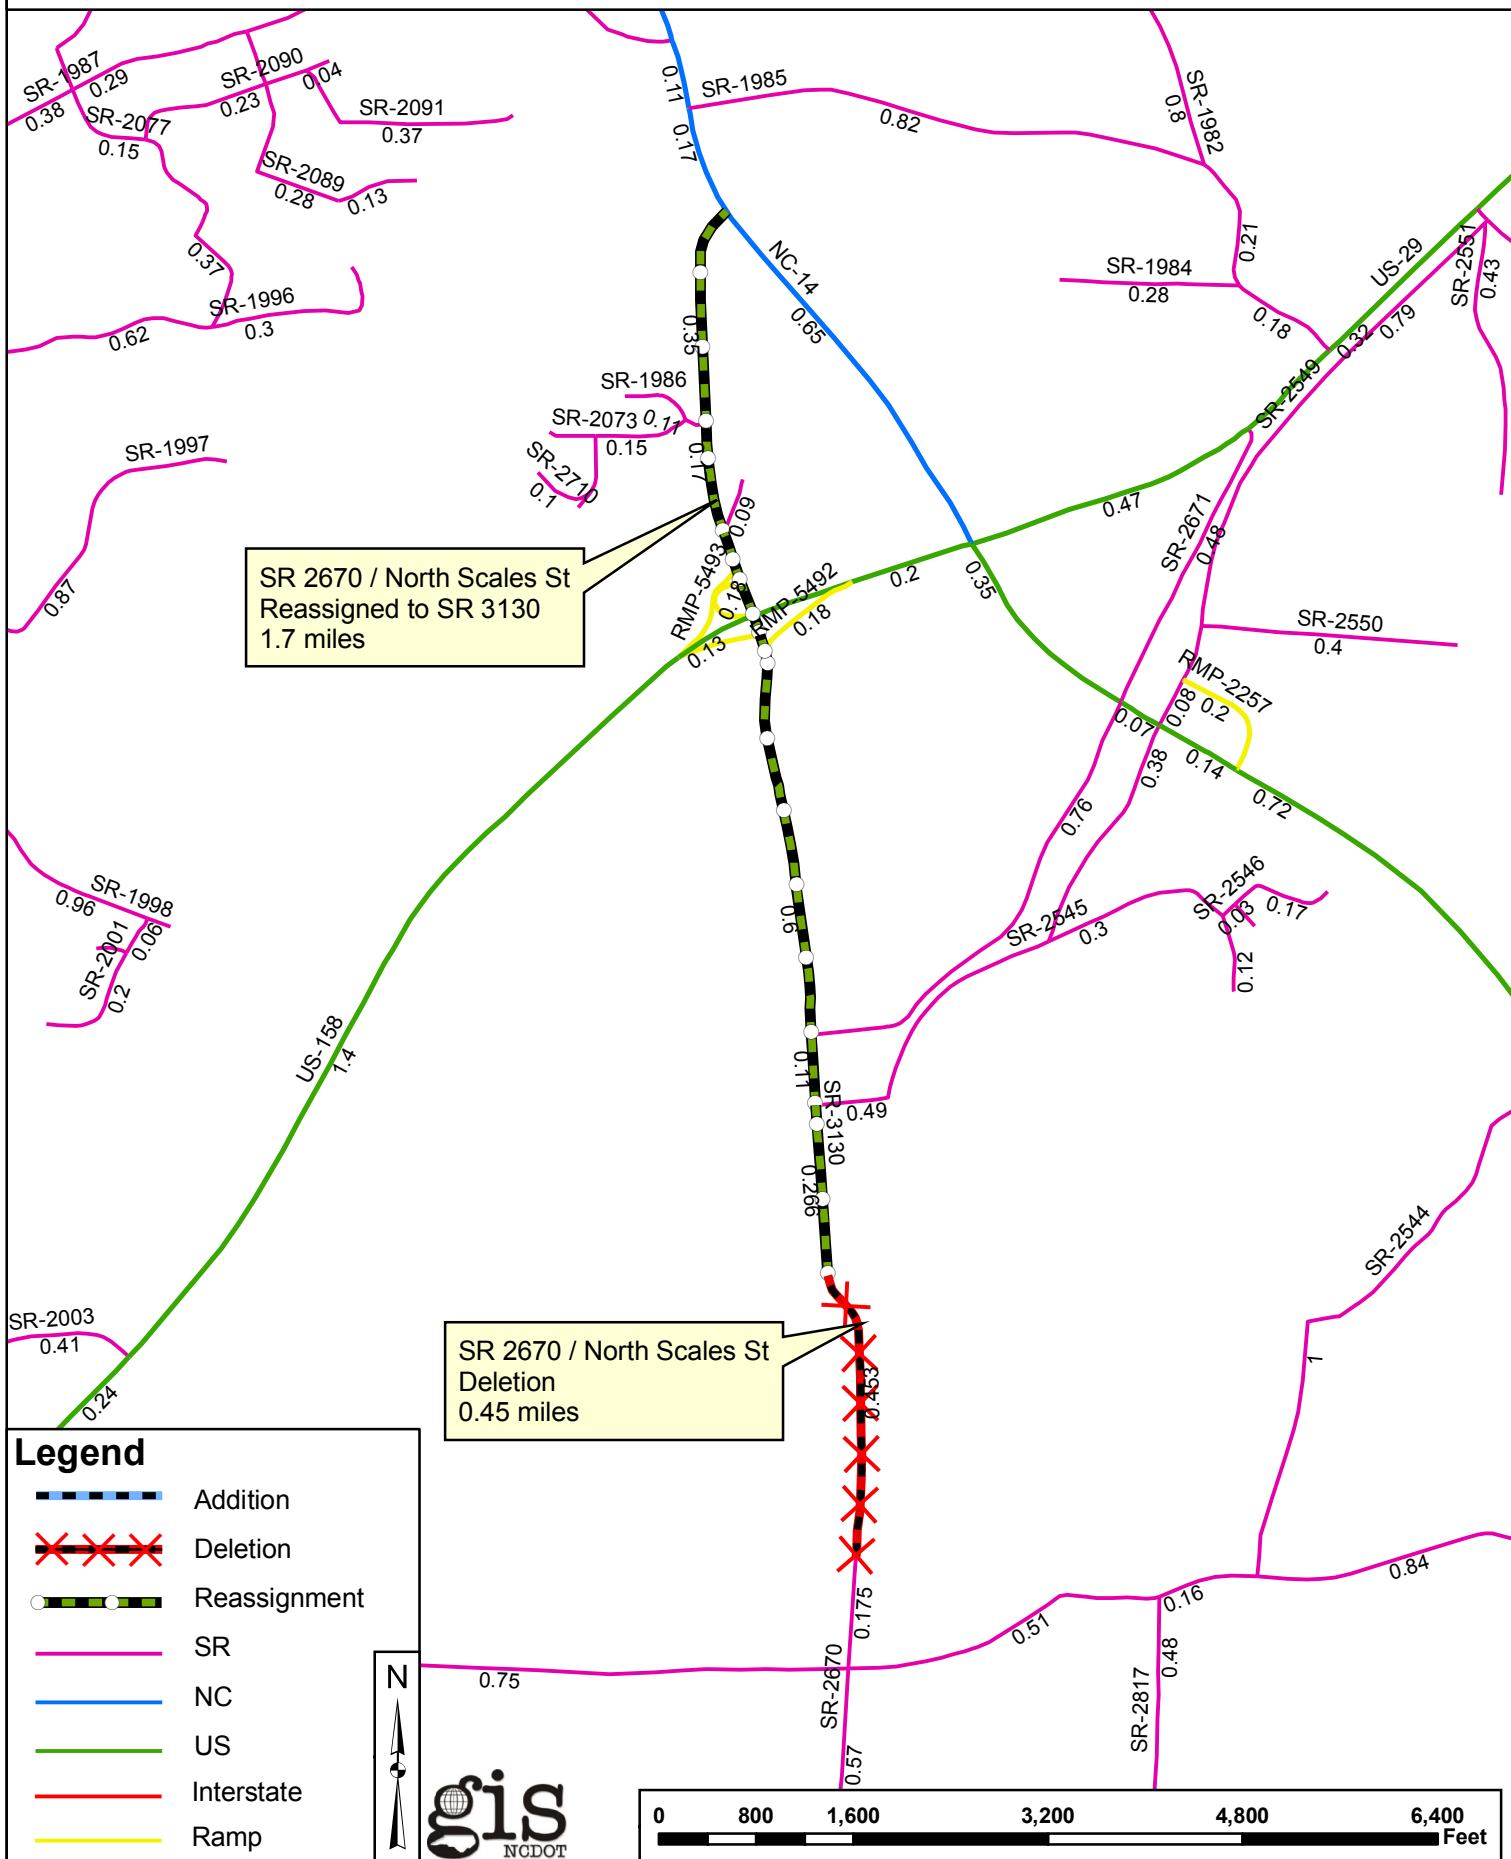 SR-1987
0.29
0.38
SR-2090
0.04
0.23
SR-2091
0.37
SR-2077
0.15
SR-2089
0.28
0.13
0.37
SR-1996
0.3
0.62
0.11
SR-1985
0.82
0.17
SR-1982
0.8
0.21
SR-1984
0.28
0.18
US-29
0.32
0.79
SR-2551
0.43
NC-14
0.65
0.35
SR-1986
SR-2073
0.11
0.15
SR-2710
0.1
0.17
0.09
SR-1997
0.87
SR-2549
0.47
SR-2671
0.48
SR 2670 / North Scales St
Reassigned to SR 3130
1.7 miles
RMP-5493
0.18
RMP-5492
0.18
0.13
0.2
0.35
SR-2550
0.4
RMP-2257
0.2
0.08
0.07
0.38
0.14
0.72
0.76
SR-1998
0.96
SR-2001
0.06
0.2
0.6
SR-2545
0.3
SR-2546
0.03
0.17
0.12
US-158
1.4
0.11
SR-3130
0.49
0.266
SR-2544
1
SR-2003
0.41
0.24
SR 2670 / North Scales St
Deletion
0.45 miles
0.453
0.175
0.84
0.16
0.51
0.48
0.75
SR-2670
0.57
SR-2817
Legend
Addition
Deletion
Reassignment
SR
NC
US
Interstate
Ramp
N
gis
NCDOT
0 800 1,600 3,200 4,800 6,400
Feet